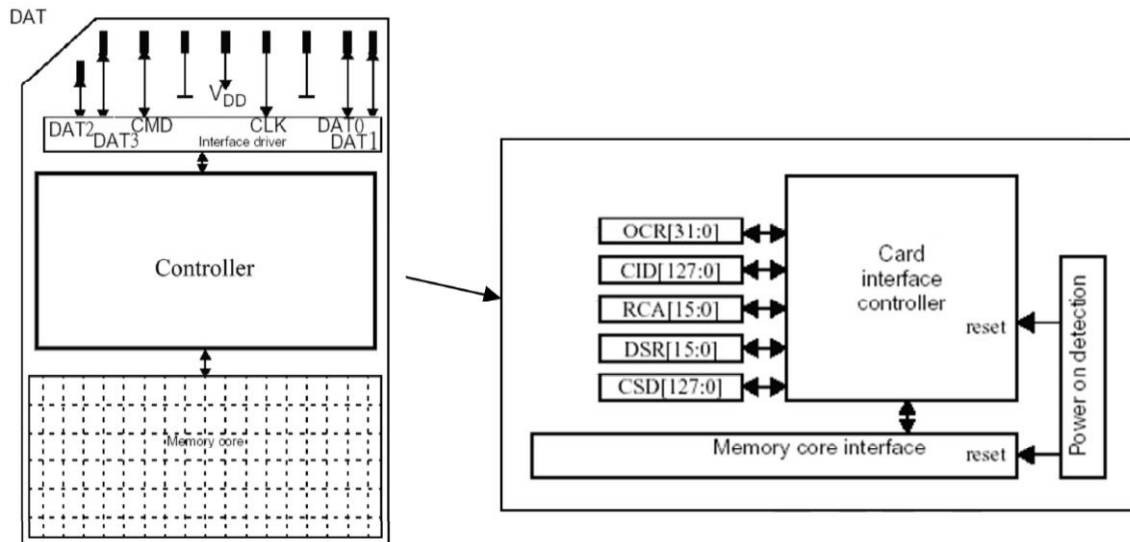 DAT
V_DD
DAT2
DAT3
CMD
CLK
DAT0
DAT1
Interface driver
Controller
Memory core
OCR[31:0]
CID[127:0]
RCA[15:0]
DSR[15:0]
CSD[127:0]
Card
interface
controller
reset
Power on detection
Memory core interface
reset